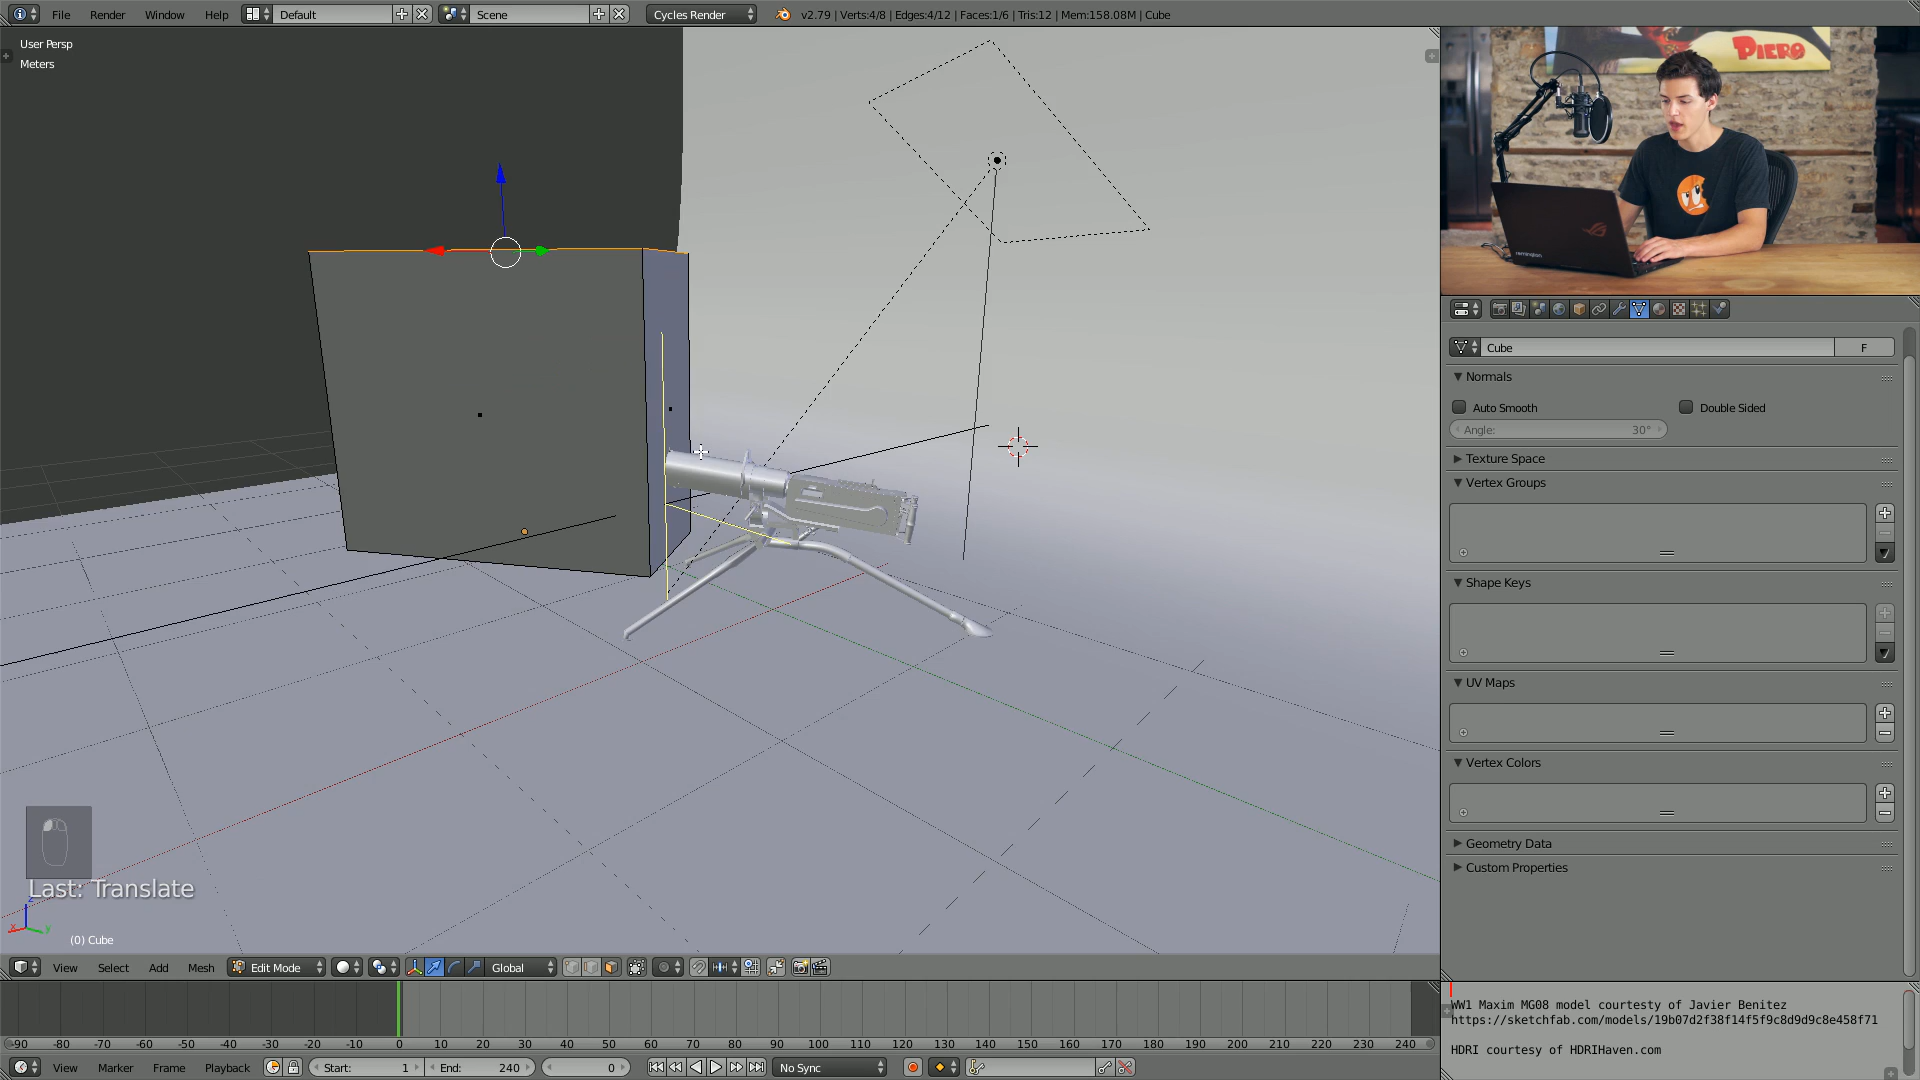 File Render Window Help Default Scene Cycles Render v2.79 | Verts:4/8 | Edges:4/12 | Faces:1/6 | Tris:12 | Mem:158.08M | Cube
User Persp
Meters
PIERO
remington
Cube F
Normals
Auto Smooth Double Sided
Angle: 30°
Texture Space
Vertex Groups
Shape Keys
UV Maps
Vertex Colors
Geometry Data
Custom Properties
Last: Translate
z
x y
(0) Cube
View Select Add Mesh Edit Mode Global
WW1 Maxim MG08 model courtesty of Javier Benitez
https://sketchfab.com/models/19b07d2f38f14f5f9c8d9d9c8e458f71
HDRI courtesy of HDRIHaven.com
-90 -80 -70 -60 -50 -40 -30 -20 -10 0 10 20 30 40 50 60 70 80 90 100 110 120 130 140 150 160 170 180 190 200 210 220 230 240
View Marker Frame Playback Start: 1 End: 240 0 No Sync